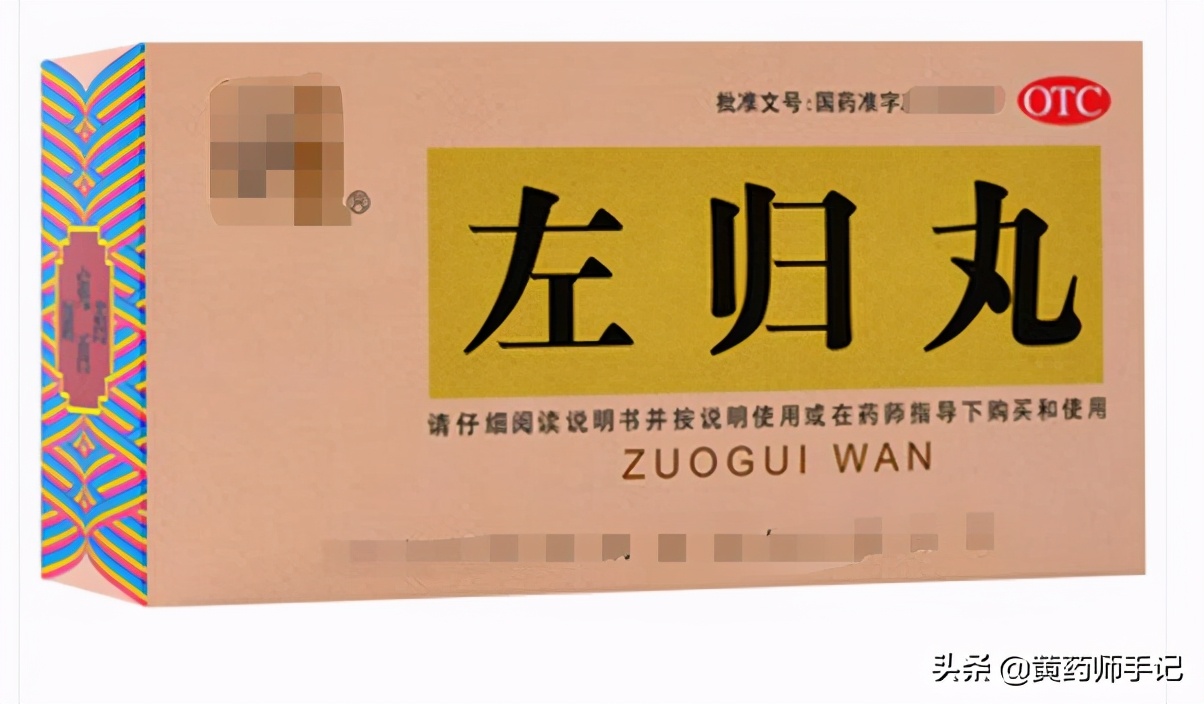 批准文号:国药准字
OTC
左归丸
请仔细阅读说明书并按说明使用或在药师指导下购买和使用
ZUOGUI WAN
头条 @黄药师手记